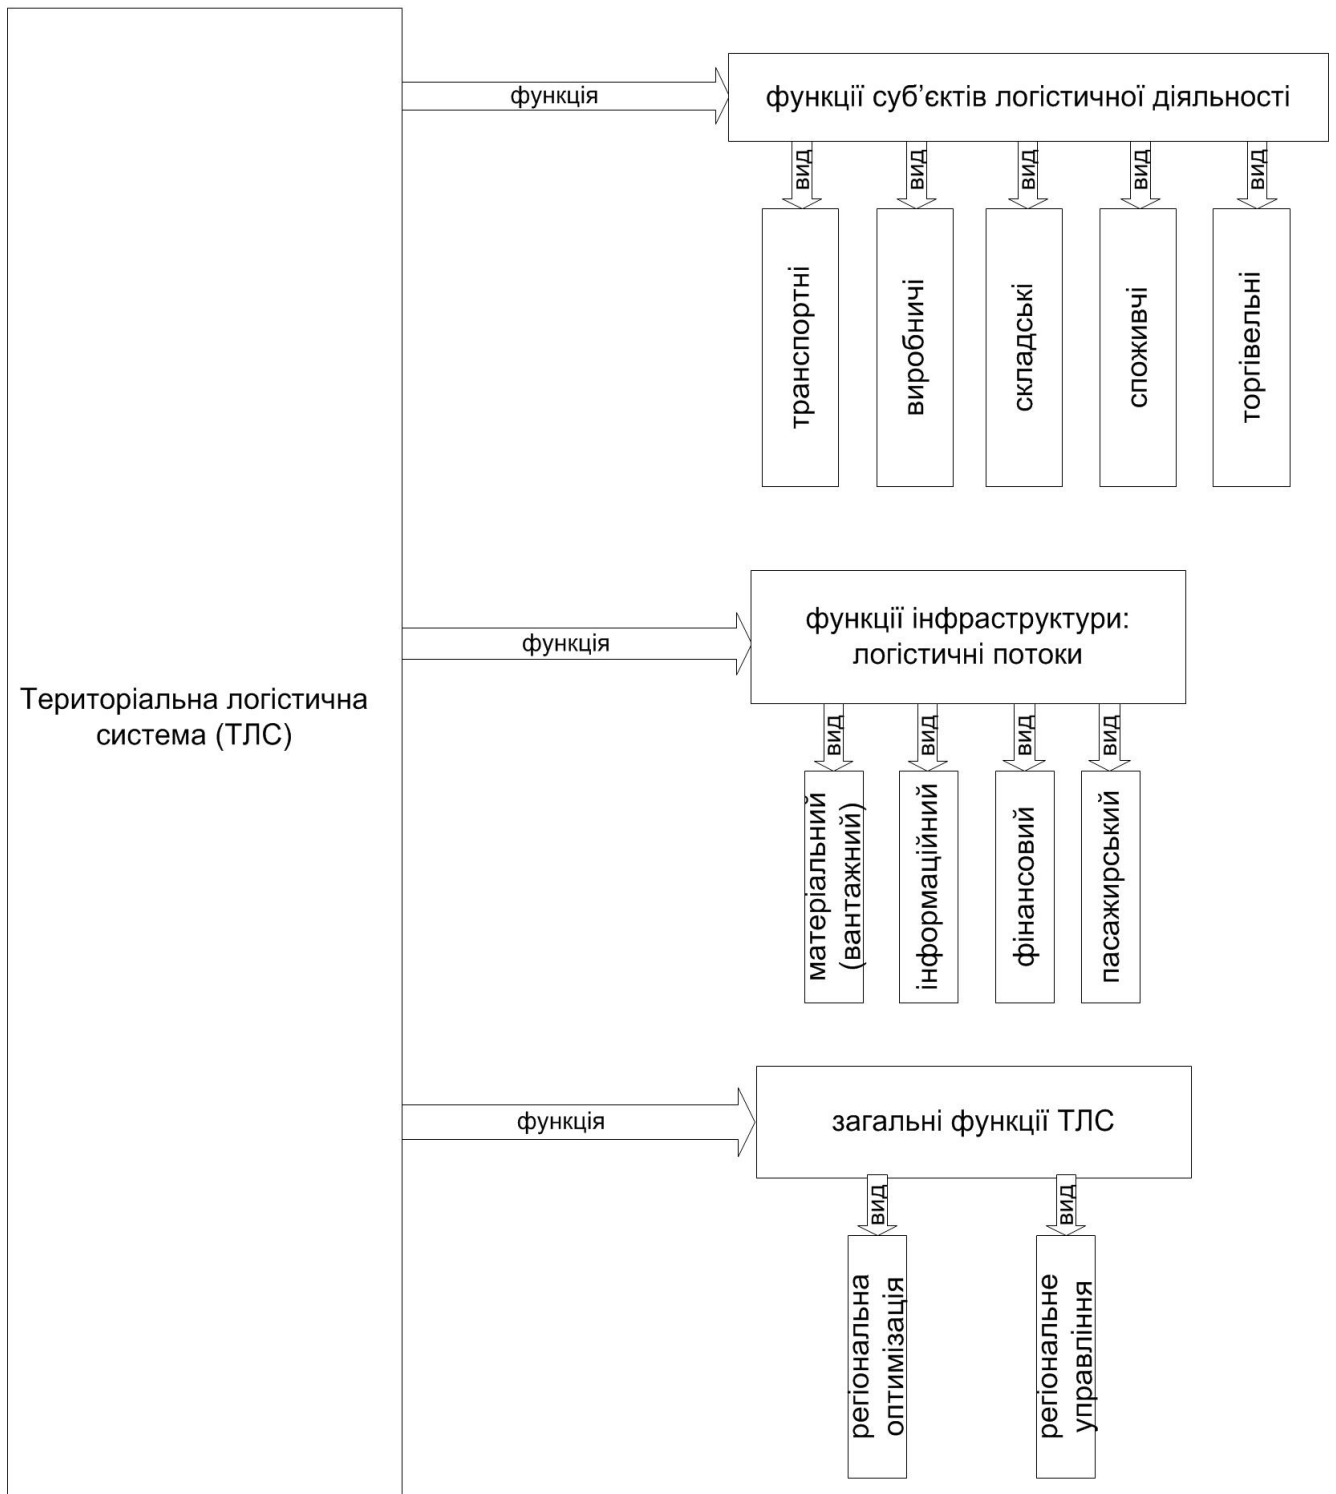 Територіальна логістична
система (ТЛС)
функція
функції суб’єктів логістичної діяльності
вид
вид
вид
вид
вид
транспортні
виробничі
складські
споживчі
торгівельні
функція
функції інфраструктури:
логістичні потоки
вид
вид
вид
вид
матеріальний
(вантажний)
інформаційний
фінансовий
пасажирський
функція
загальні функції ТЛС
вид
вид
регіональна
оптимізація
регіональне
управління